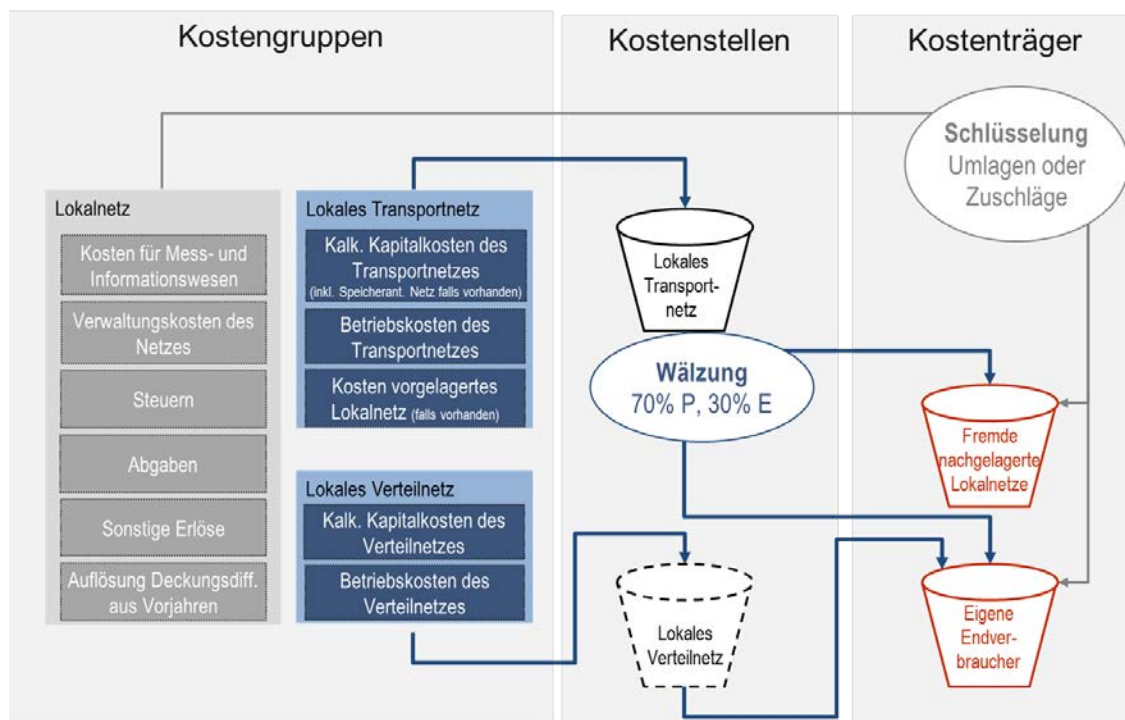 Kostengruppen
Kostenstellen
Kostenträger
Schlüsselung
Umlagen oder
Zuschläge
Lokalnetz
Kosten für Mess- und
Informationswesen
Verwaltungskosten des
Netzes
Steuern
Abgaben
Sonstige Erlöse
Auflösung Deckungsdiff.
aus Vorjahren
Lokales Transportnetz
Kalk. Kapitalkosten des
Transportnetzes
(inkl. Speicherant. Netz falls vorhanden)
Betriebskosten des
Transportnetzes
Kosten vorgelagertes
Lokalnetz (falls vorhanden)
Lokales Verteilnetz
Kalk. Kapitalkosten des
Verteilnetzes
Betriebskosten des
Verteilnetzes
Lokales
Transport-
netz
Wälzung
70% P, 30% E
Lokales
Verteilnetz
Fremde
nachgelagerte
Lokalnetze
Eigene
Endver-
braucher